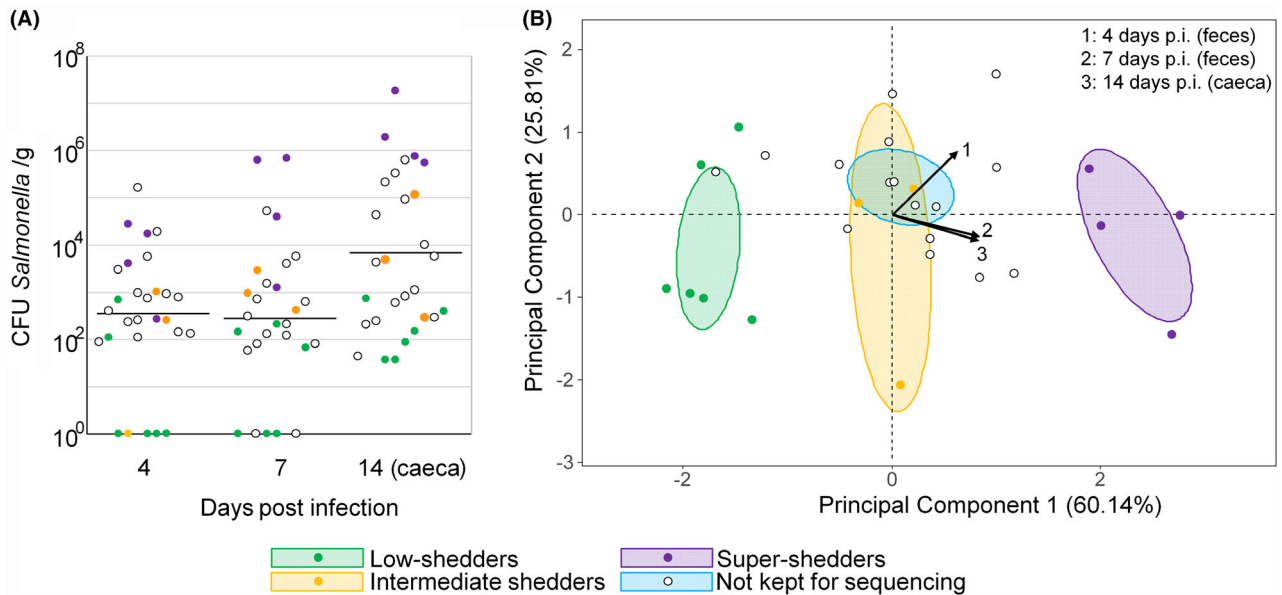 (A)
CFU Salmonella /g
10^8
10^6
10^4
10^2
10^0
4 7 14 (caeca)
Days post infection
(B)
1: 4 days p.i. (feces)
2: 7 days p.i. (feces)
3: 14 days p.i. (caeca)
Principal Component 2 (25.81%)
2
1
0
-1
-2
-3
1
2
3
-2 0 2
Principal Component 1 (60.14%)
Low-shedders Super-shedders
Intermediate shedders Not kept for sequencing